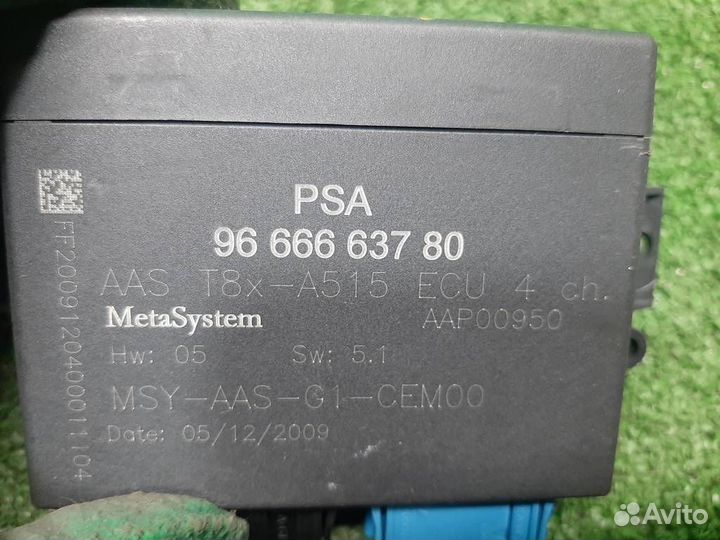 PSA
96 666 637 80
AAS T8x-A515 ECU 4 ch.
MetaSystem
AAP00950
Hw: 05 Sw: 5.1
MSY-AAS-G1-CEM00
Date: 05/12/2009
FF2009120400011104
Avito